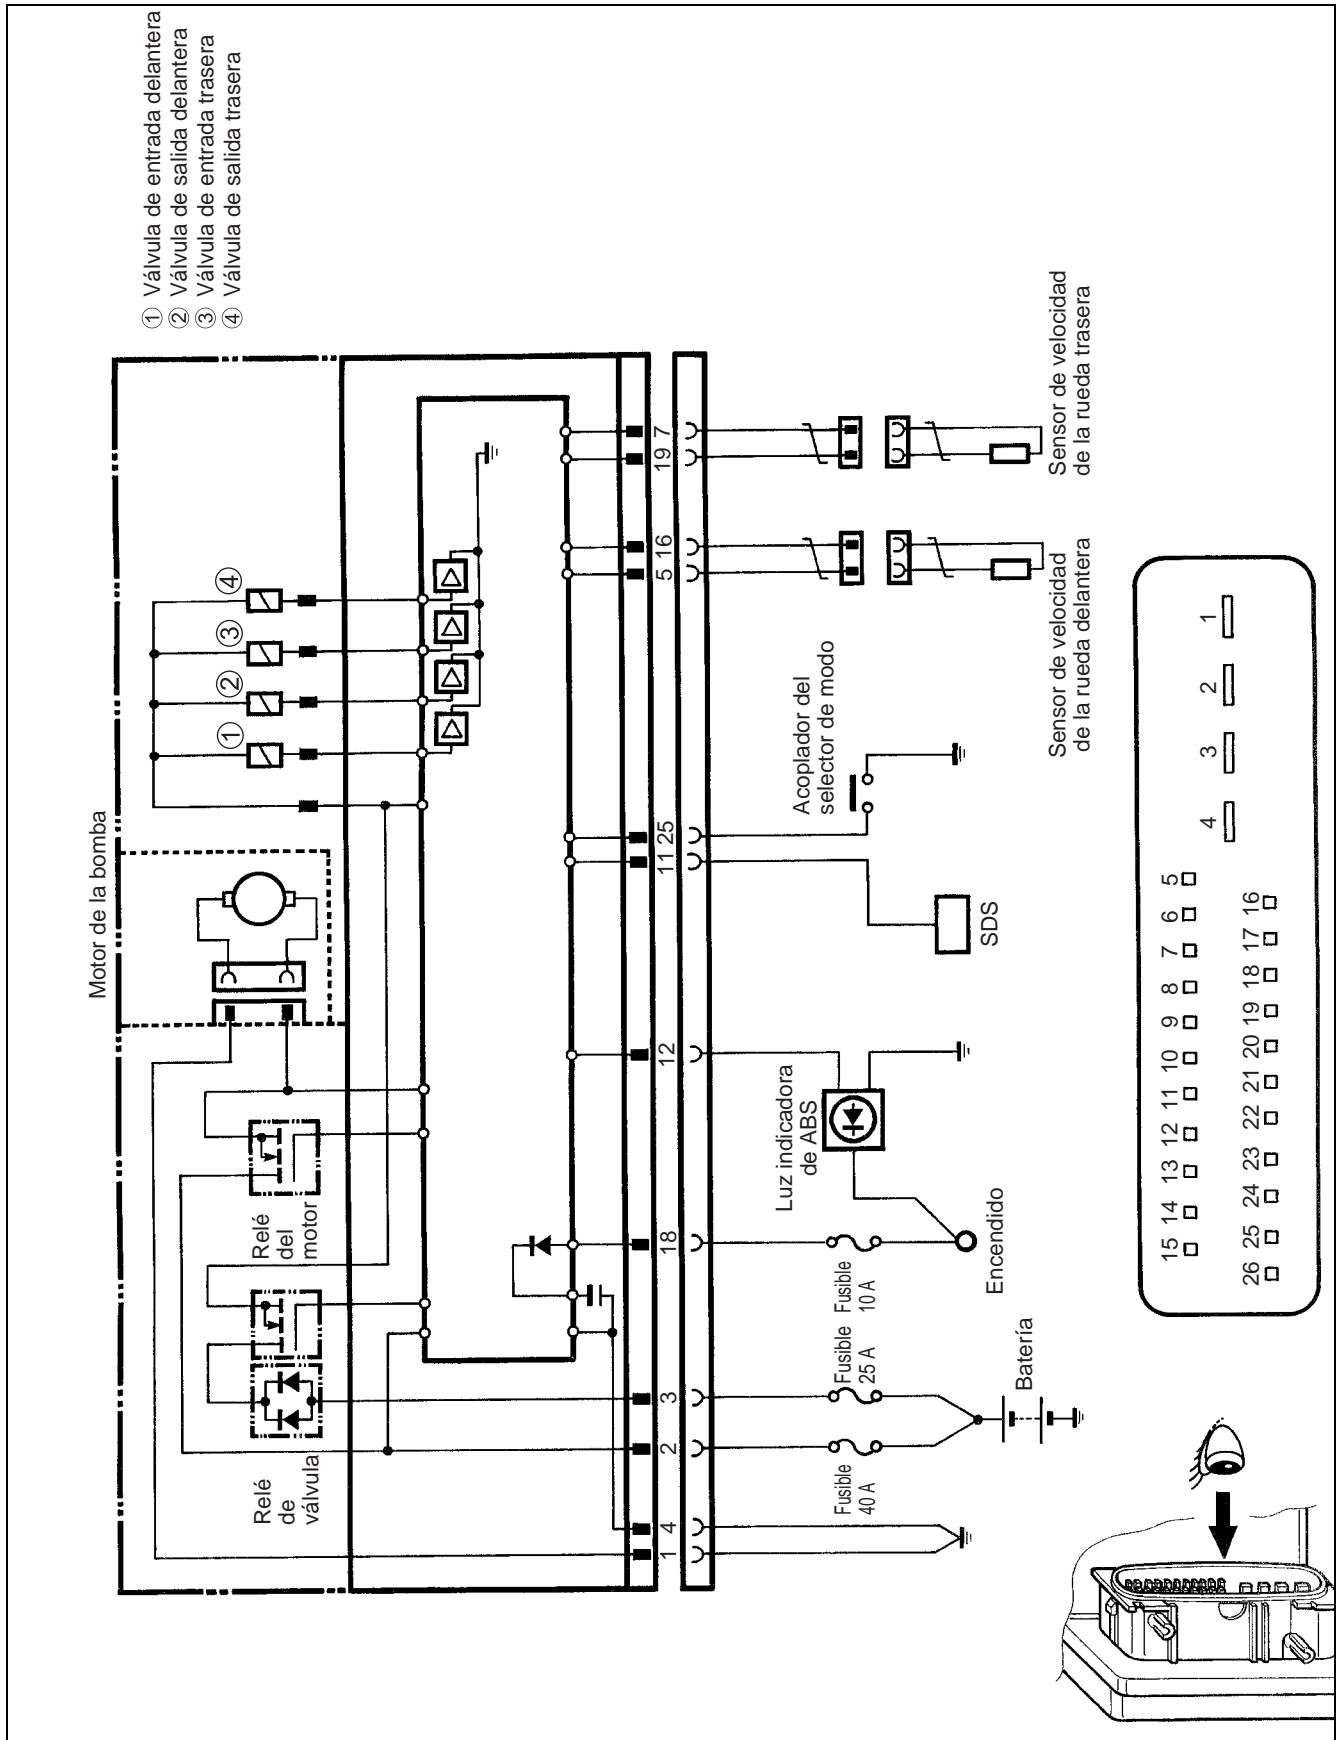 ① Válvula de entrada delantera
② Válvula de salida delantera
③ Válvula de entrada trasera
④ Válvula de salida trasera
Motor de la bomba
① ② ③ ④
Relé
de
válvula
Relé
del
motor
1 4 2 3 18 12 11 25 5 16 19 7
Fusible
40 A
Fusible
25 A
Fusible
10 A
Batería
Encendido
Luz indicadora
de ABS
SDS
Acoplador del
selector de modo
Sensor de velocidad
de la rueda delantera
Sensor de velocidad
de la rueda trasera
15 14 13 12 11 10 9 8 7 6 5 4 3 2 1
26 25 24 23 22 21 20 19 18 17 16